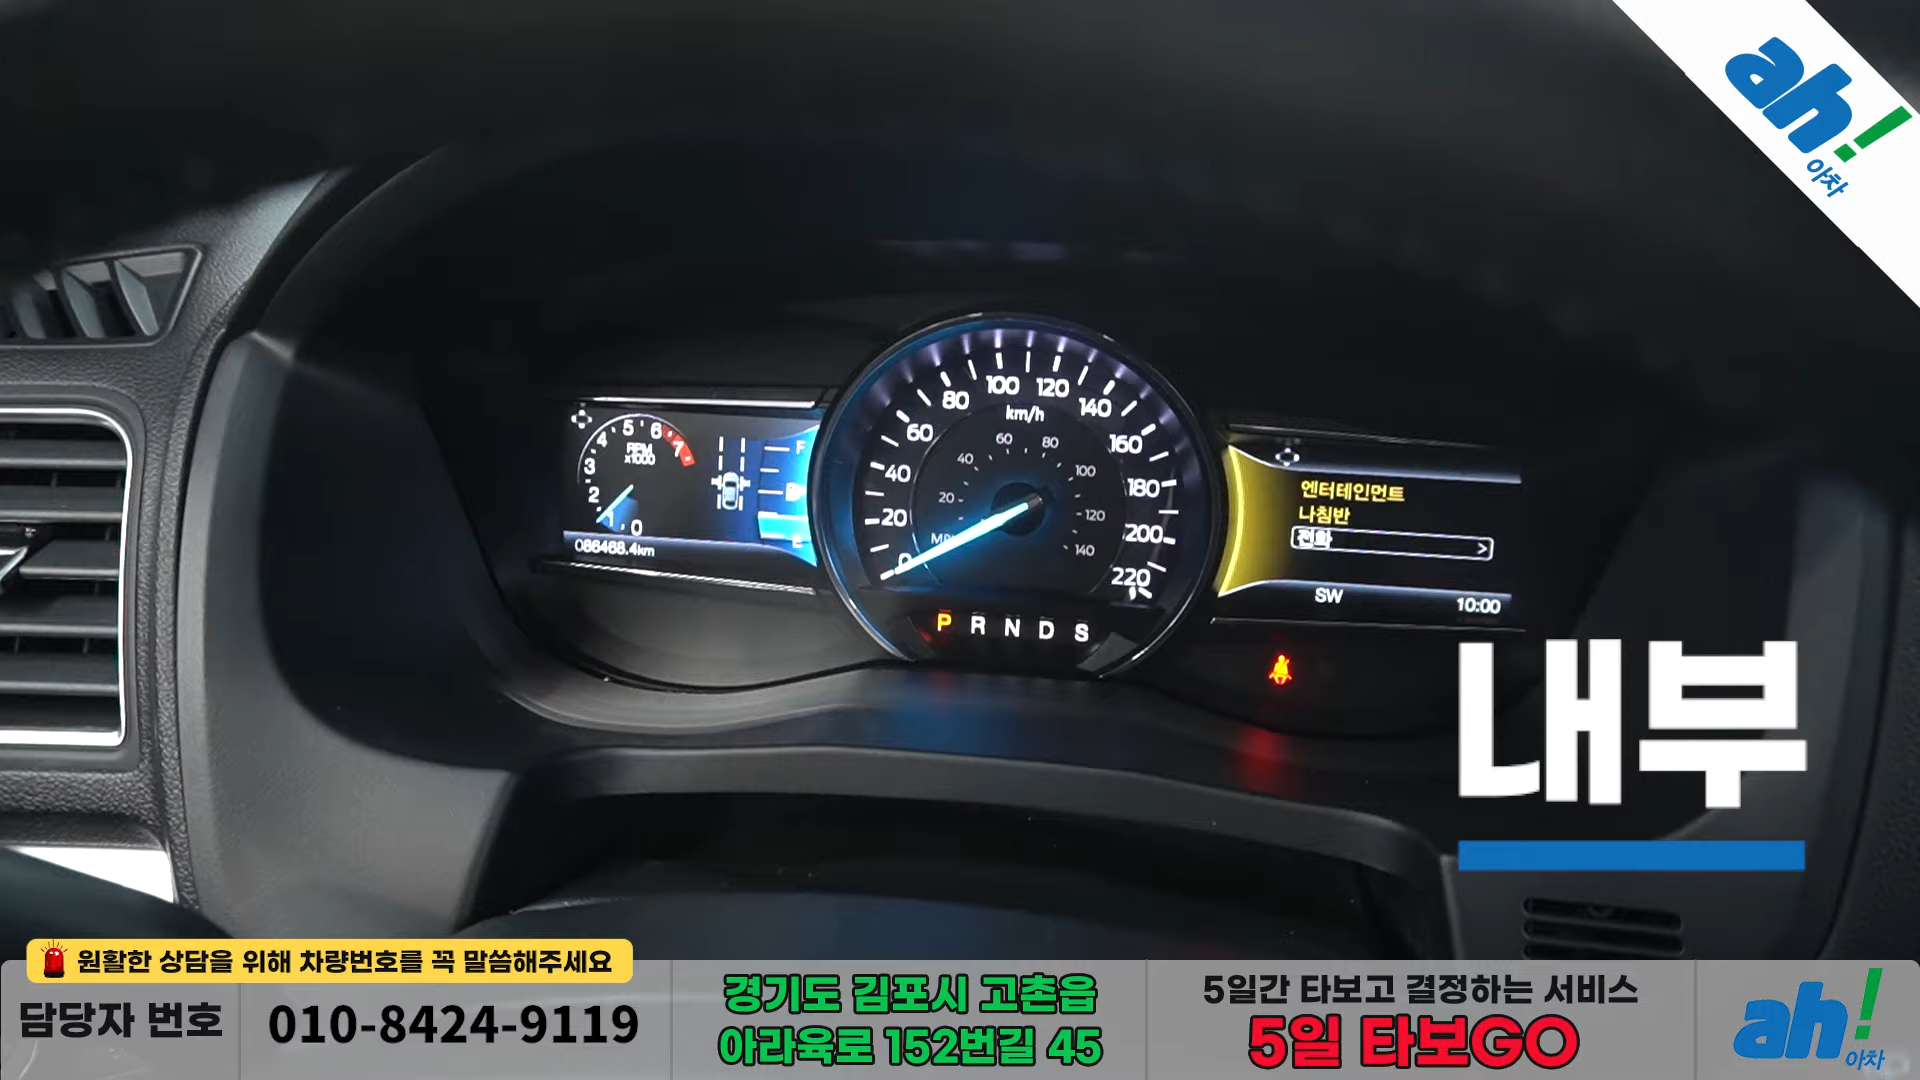 ah!
아차
F
4 5 6 7
RPM
x1000
3
2
1 0
086468.4km
0 20 40 60 80 100 120 140 160 180 200 220
km/h
20 40 60 80 100 120 140
P R N D S
엔터테인먼트
나침반
전화 >
SW 10:00
내부
원활한 상담을 위해 차량번호를 꼭 말씀해주세요
담당자 번호
010-8424-9119
경기도 김포시 고촌읍
아라육로 152번길 45
5일간 타보고 결정하는 서비스
5일 타보GO
ah!
아차